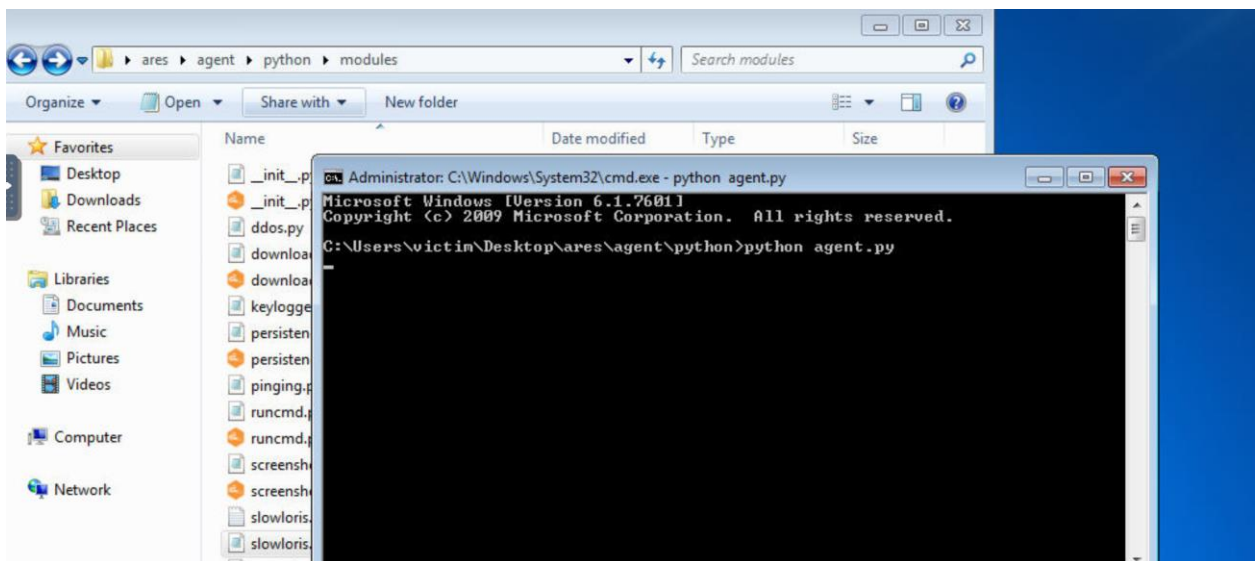 ares ▸ agent ▸ python ▸ modules
Search modules
Organize
Open
Share with
New folder
Name
Date modified
Type
Size
Favorites
Desktop
Downloads
Recent Places
Libraries
Documents
Music
Pictures
Videos
Computer
Network
__init__.p
__init__.p
ddos.py
downloa
downloa
keylogge
persisten
persisten
pinging.p
runcmd.p
runcmd.p
screensh
screensh
slowloris.
slowloris.
Administrator: C:\Windows\System32\cmd.exe - python agent.py
Microsoft Windows [Version 6.1.7601]
Copyright (c) 2009 Microsoft Corporation. All rights reserved.
C:\Users\victim\Desktop\ares\agent\python>python agent.py